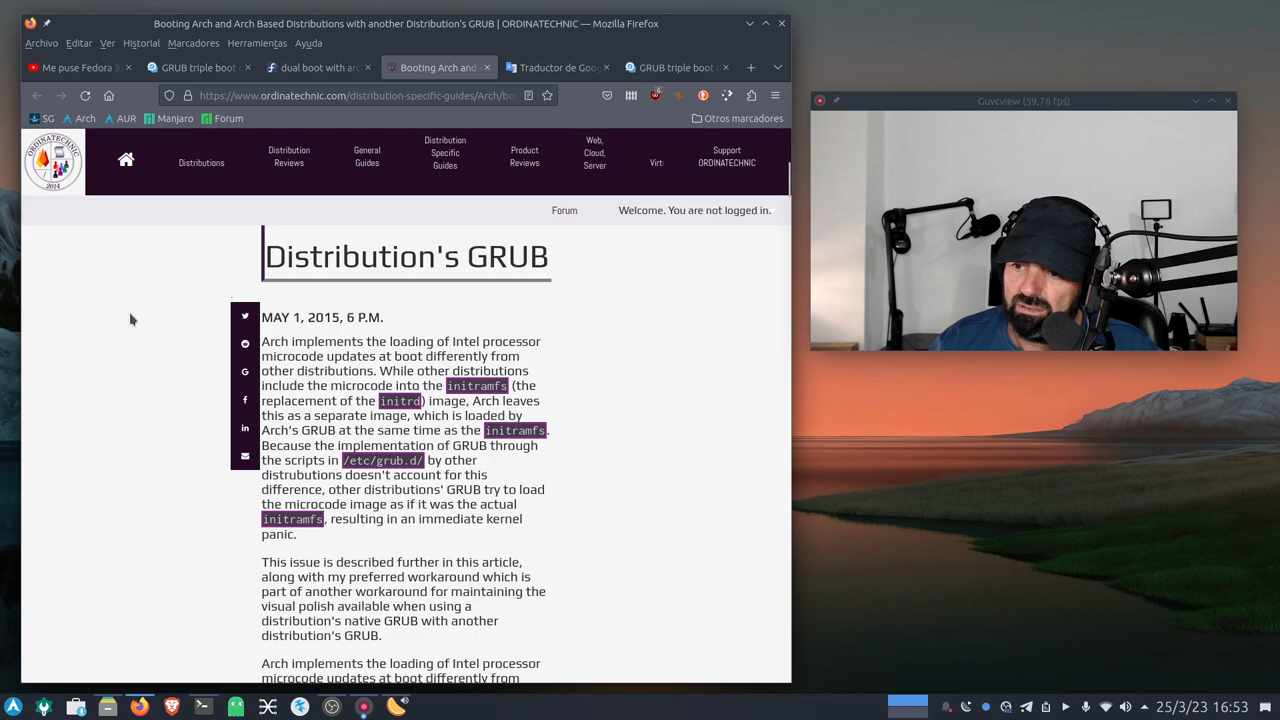 Booting Arch and Arch Based Distributions with another Distribution's GRUB | ORDINATECHNIC — Mozilla Firefox
Archivo Editar Ver Historial Marcadores Herramientas Ayuda
Me puse Fedora 3
GRUB triple boot
dual boot with arc
Booting Arch and
Traductor de Goo
GRUB triple boot
https://www.ordinatechnic.com/distribution-specific-guides/Arch/bo
6
SG Arch AUR Manjaro Forum Otros marcadores
Guvcview (59,76 fps)
ORDINATECHNIC
2014
Distributions
Distribution
Reviews
General
Guides
Distribution
Specific
Guides
Product
Reviews
Web,
Cloud,
Server
Virt
Support
ORDINATECHNIC
Forum Welcome. You are not logged in.
Distribution's GRUB
MAY 1, 2015, 6 P.M.
Arch implements the loading of Intel processor
microcode updates at boot differently from
other distributions. While other distributions
include the microcode into the initramfs (the
replacement of the initrd) image, Arch leaves
this as a separate image, which is loaded by
Arch's GRUB at the same time as the initramfs.
Because the implementation of GRUB through
the scripts in /etc/grub.d/ by other
distrubutions doesn't account for this
difference, other distributions' GRUB try to load
the microcode image as if it was the actual
initramfs, resulting in an immediate kernel
panic.
This issue is described further in this article,
along with my preferred workaround which is
part of another workaround for maintaining the
visual polish available when using a
distribution's native GRUB with another
distribution's GRUB.
Arch implements the loading of Intel processor
microcode updates at boot differently from
25/3/23 16:53